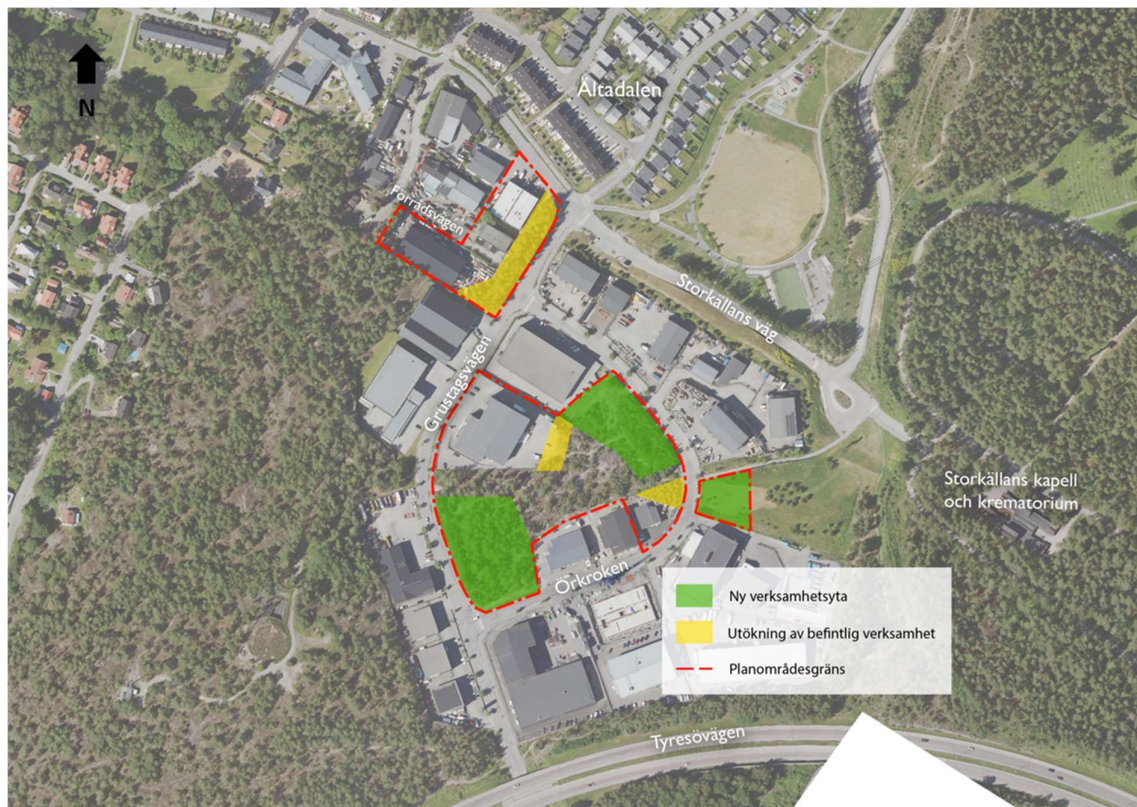 N
Ältadalen
Förrådsvägen
Storkällans väg
Grustagsvägen
Storkällans kapell
och krematorium
Örkroken
Ny verksamhetsyta
Utökning av befintlig verksamhet
Planområdesgräns
Tyresövägen